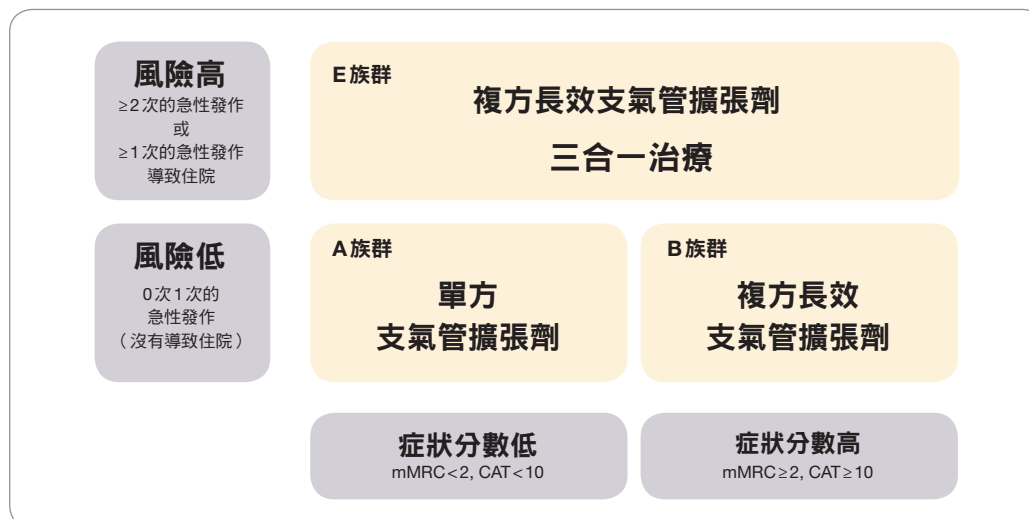 風險高
≥2次的急性發作
或
≥1次的急性發作
導致住院
E族群
複方長效支氣管擴張劑
三合一治療
風險低
0次1次的
急性發作
(沒有導致住院)
A族群
單方
支氣管擴張劑
B族群
複方長效
支氣管擴張劑
症狀分數低
mMRC<2, CAT<10
症狀分數高
mMRC≥2, CAT≥10